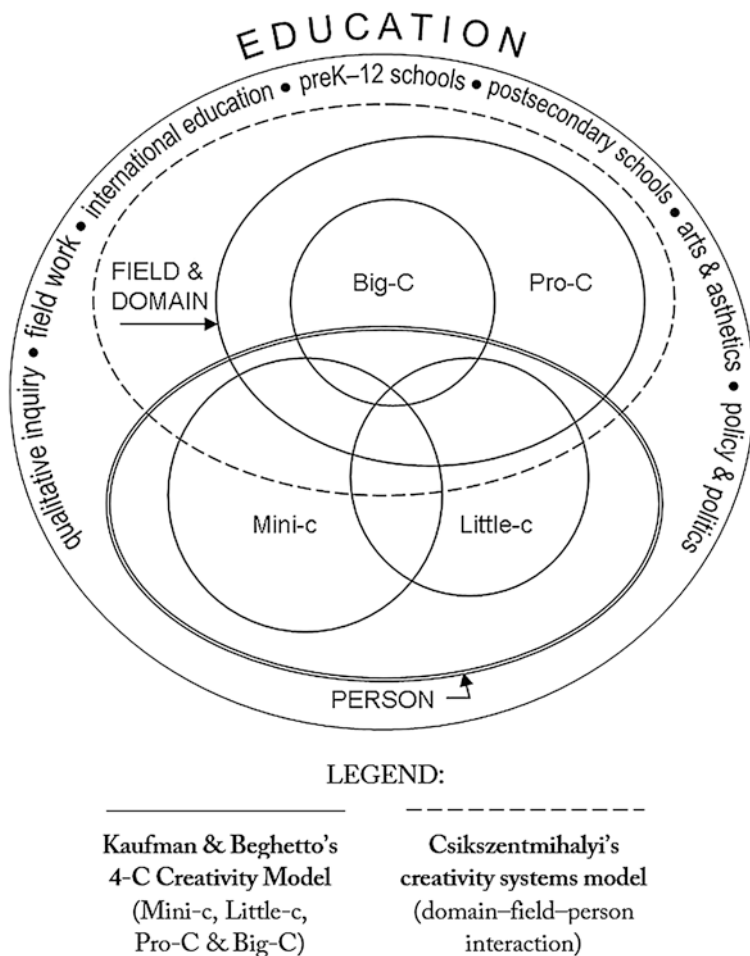 EDUCATION
qualitative inquiry • field work • international education • preK–12 schools • postsecondary schools • arts & asthetics • policy & politics
FIELD &
DOMAIN
Big-C
Pro-C
Mini-c
Little-c
PERSON
LEGEND:
Kaufman & Beghetto's
4-C Creativity Model
(Mini-c, Little-c,
Pro-C & Big-C)
Csikszentmihalyi's
creativity systems model
(domain–field–person
interaction)